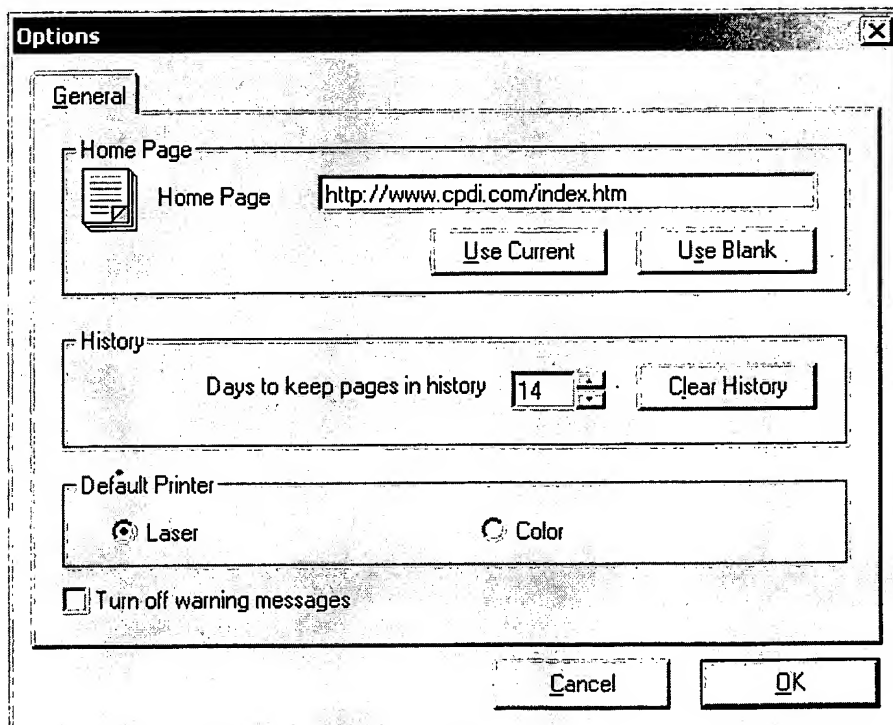 Options
General
Home Page
Home Page http://www.cpdi.com/index.htm
Use Current Use Blank
History
Days to keep pages in history 14 Clear History
Default Printer
Laser Color
Turn off warning messages
Cancel OK